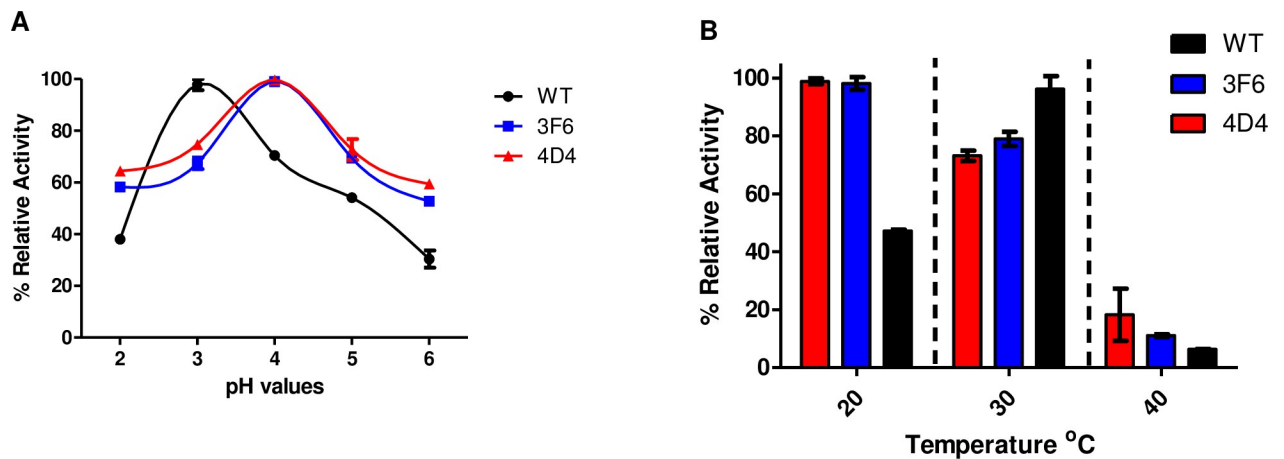 A
% Relative Activity
100
80
60
40
20
0
2 3 4 5 6
pH values
WT
3F6
4D4
B
% Relative Activity
100
80
60
40
20
0
20 30 40
Temperature °C
WT
3F6
4D4